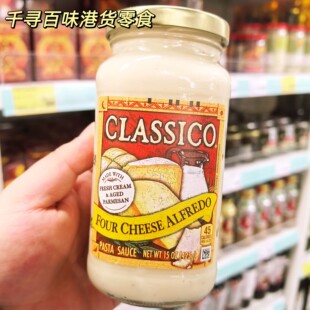 千寻百味港货零食
CLASSICO
MADE WITH
FRESH CREAM
& AGED
PARMESAN
FOUR CHEESE ALFREDO
45
PASTA SAUCE NET WT 15 OZ